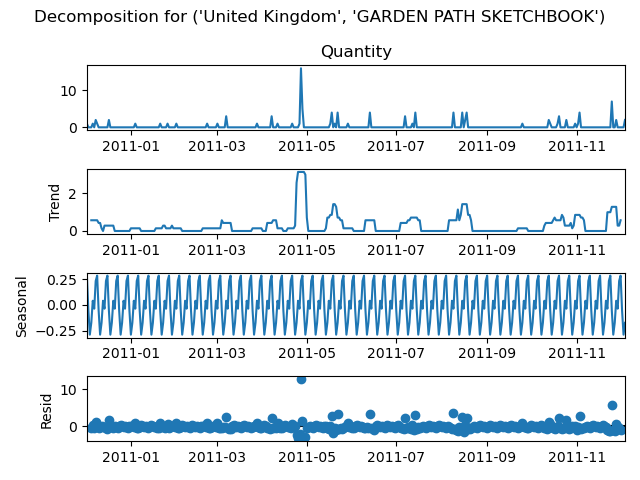 Decomposition for ('United Kingdom', 'GARDEN PATH SKETCHBOOK')
Quantity
10
0
2011-01 2011-03 2011-05 2011-07 2011-09 2011-11
Trend
2
0
2011-01 2011-03 2011-05 2011-07 2011-09 2011-11
Seasonal
0.25
0.00
−0.25
2011-01 2011-03 2011-05 2011-07 2011-09 2011-11
Resid
10
0
2011-01 2011-03 2011-05 2011-07 2011-09 2011-11